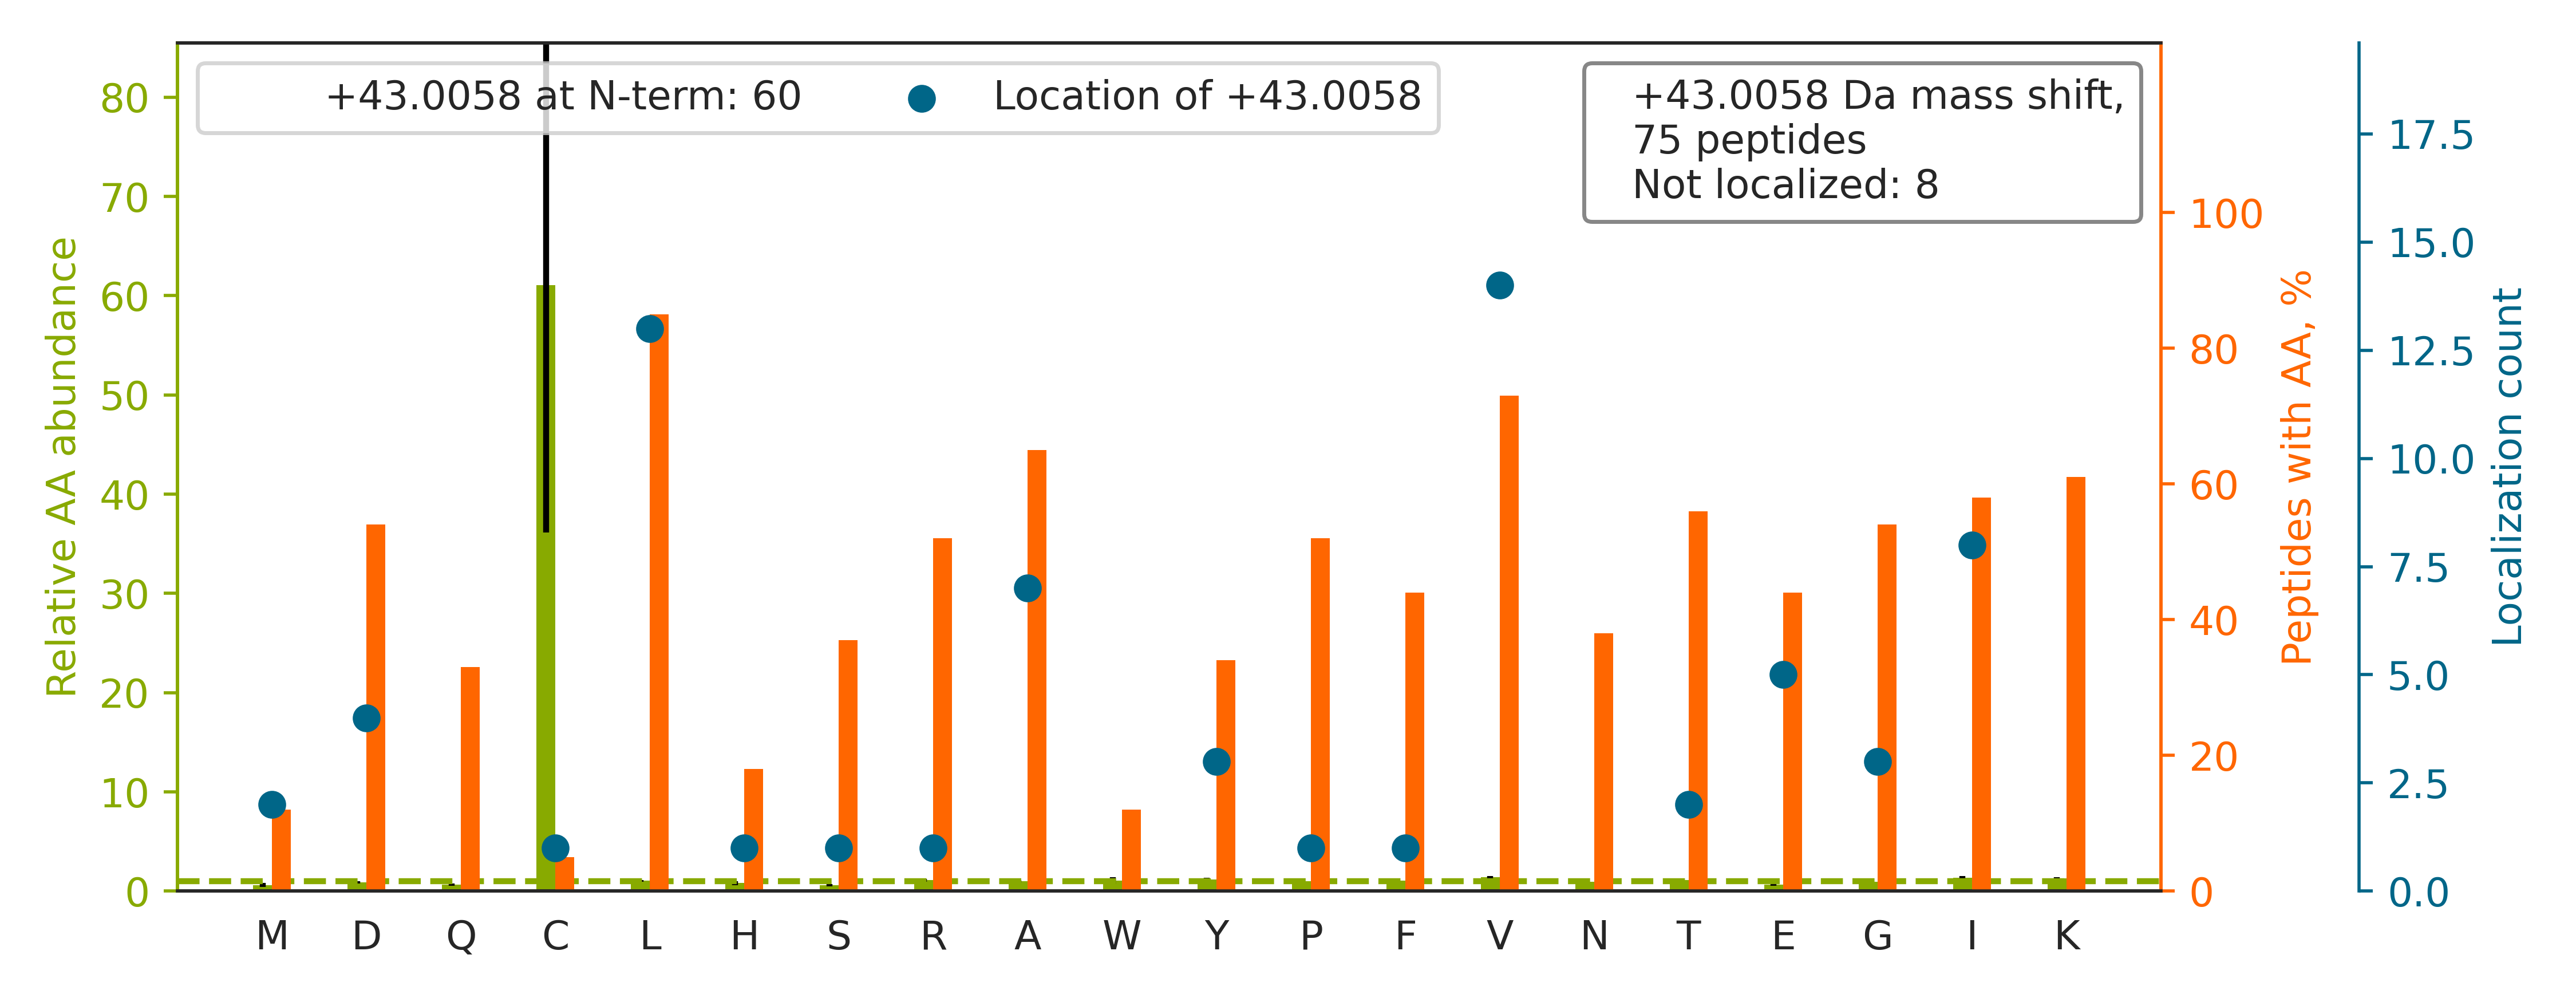 +43.0058 at N-term: 60
Location of +43.0058
+43.0058 Da mass shift,
75 peptides
Not localized: 8
Relative AA abundance
80
70
60
50
40
30
20
10
0
100
80
60
40
20
0
Peptides with AA, %
17.5
15.0
12.5
10.0
7.5
5.0
2.5
0.0
Localization count
M D Q C L H S R A W Y P F V N T E G I K